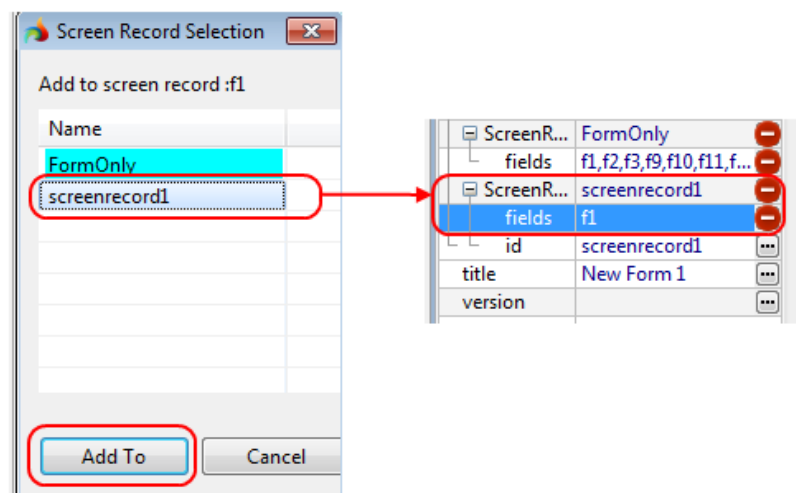 Screen Record Selection
Add to screen record :f1
Name
FormOnly
screenrecord1
Add To
Cancel
ScreenR... FormOnly
fields f1,f2,f3,f9,f10,f11,f...
ScreenR... screenrecord1
fields f1
id screenrecord1
title New Form 1
version